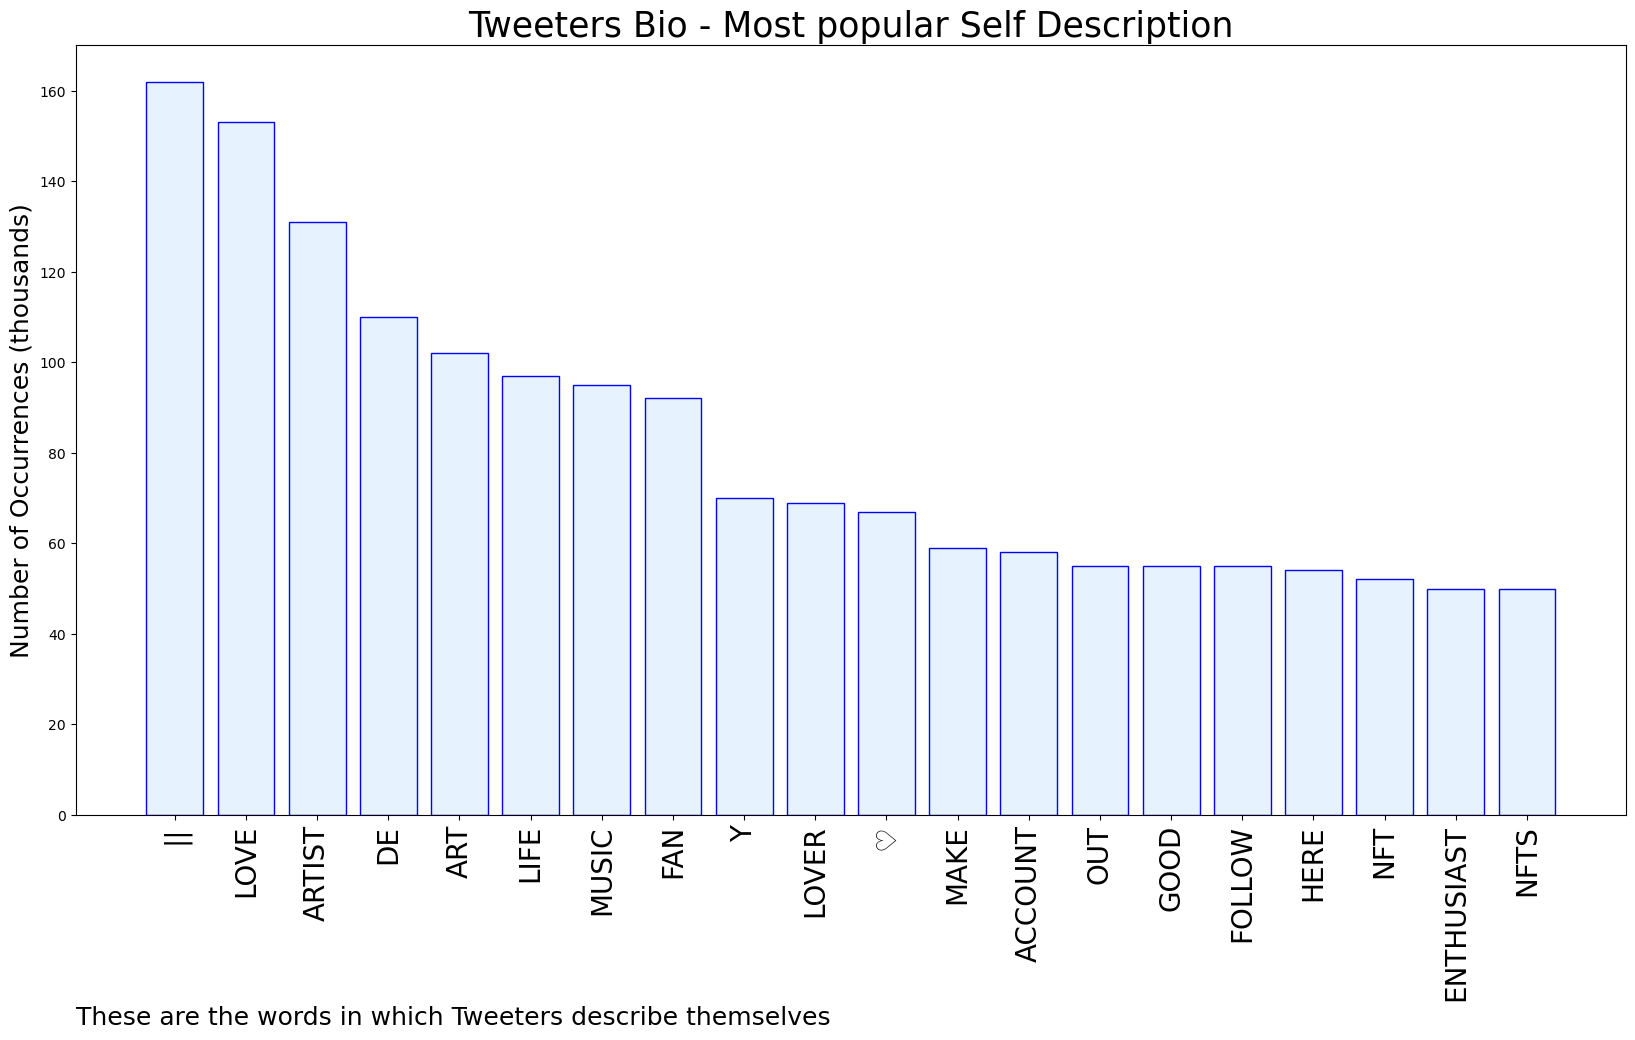 Tweeters Bio - Most popular Self Description
Number of Occurrences (thousands)
160
140
120
100
80
60
40
20
0
||
LOVE
ARTIST
DE
ART
LIFE
MUSIC
FAN
Y
LOVER
♡
MAKE
ACCOUNT
OUT
GOOD
FOLLOW
HERE
NFT
ENTHUSIAST
NFTS
These are the words in which Tweeters describe themselves